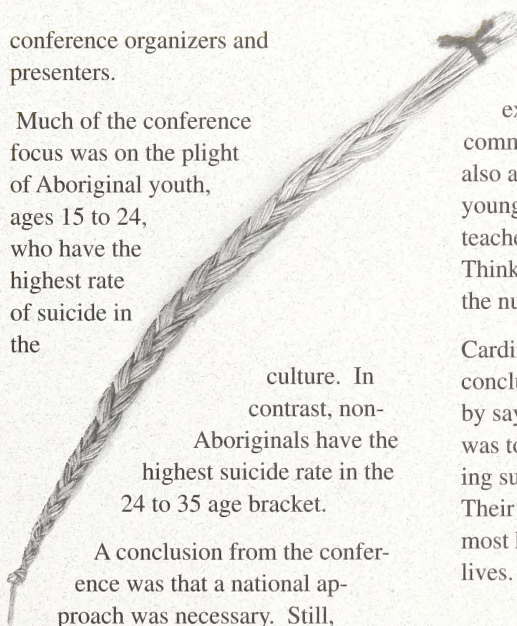 conference organizers and
presenters.
Much of the conference
focus was on the plight
of Aboriginal youth,
ages 15 to 24,
who have the
highest rate
of suicide in
the
culture. In
contrast, non-
Aboriginals have the
highest suicide rate in the
24 to 35 age bracket.
A conclusion from the confer-
ence was that a national ap-
proach was necessary. Still,
also a
young
teache
Think
the nu
Cardi
conclu
by say
was to
ing su
Their
most
lives.